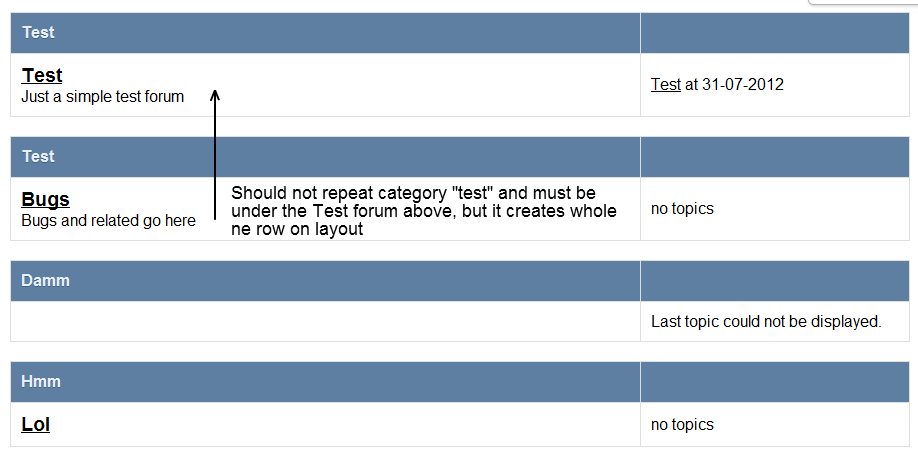 Test
Test
Just a simple test forum
Test at 31-07-2012
Test
Bugs
Bugs and related go here
Should not repeat category "test" and must be
under the Test forum above, but it creates whole
ne row on layout
no topics
Damm
Last topic could not be displayed.
Hmm
Lol
no topics